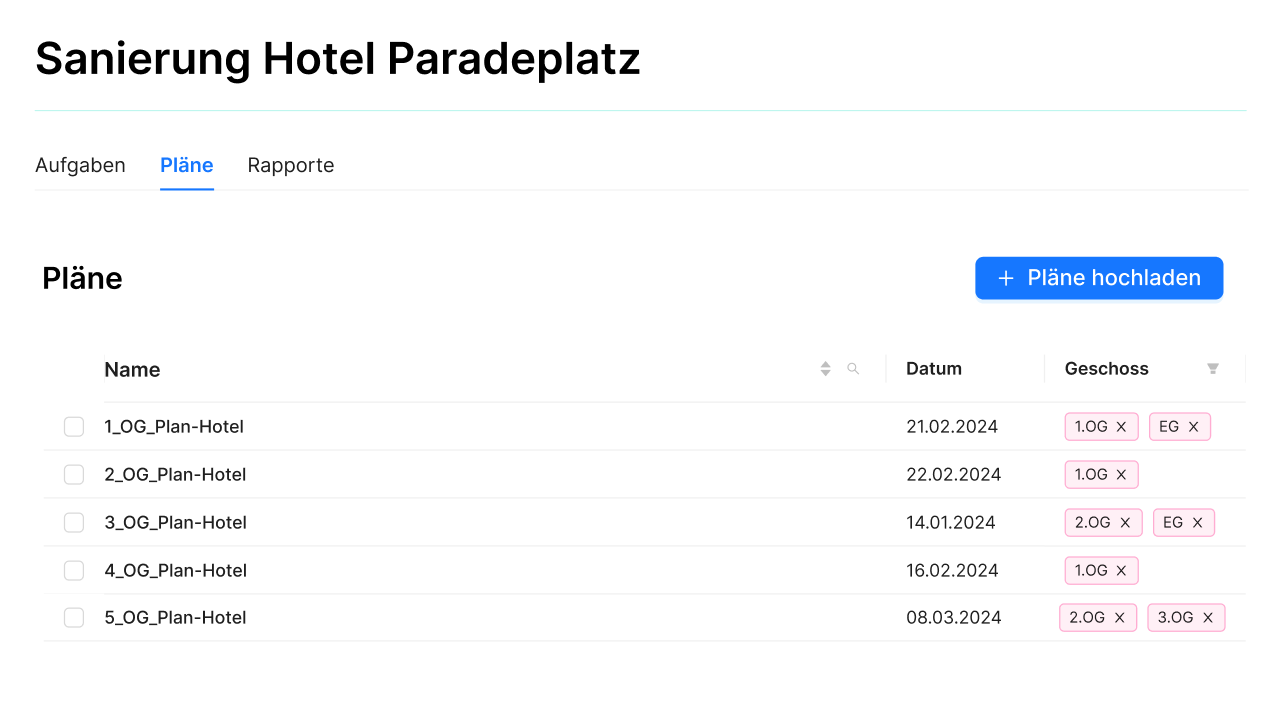 Sanierung Hotel Paradeplatz
Aufgaben Pläne Rapporte
Pläne + Pläne hochladen
Name Datum Geschoss
1_OG_Plan-Hotel 21.02.2024 1.OG X EG X
2_OG_Plan-Hotel 22.02.2024 1.OG X
3_OG_Plan-Hotel 14.01.2024 2.OG X EG X
4_OG_Plan-Hotel 16.02.2024 1.OG X
5_OG_Plan-Hotel 08.03.2024 2.OG X 3.OG X